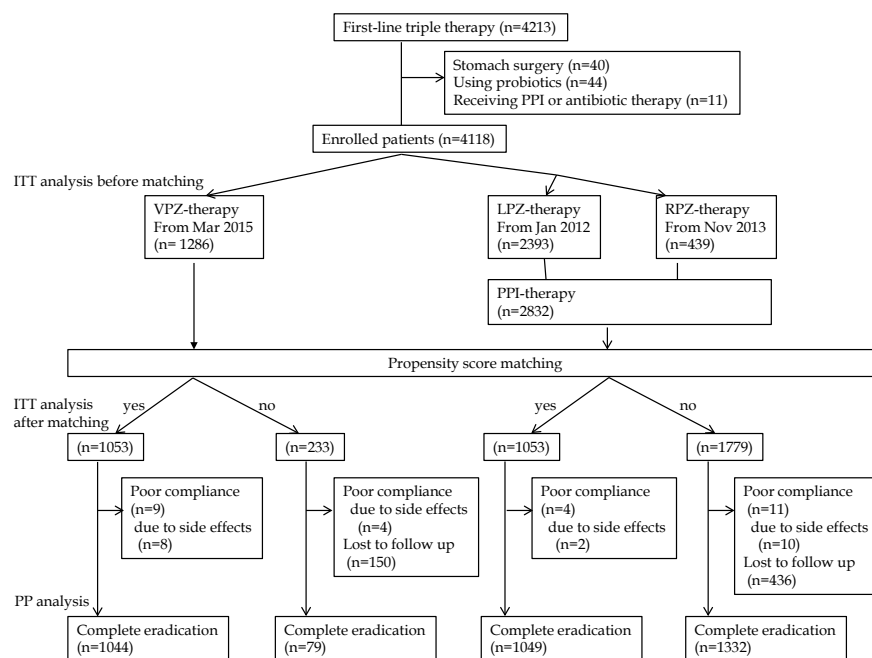 First-line triple therapy (n=4213)
Stomach surgery (n=40)
Using probiotics (n=44)
Receiving PPI or antibiotic therapy (n=11)
Enrolled patients (n=4118)
ITT analysis before matching
VPZ-therapy
From Mar 2015
(n= 1286)
LPZ-therapy
From Jan 2012
(n=2393)
RPZ-therapy
From Nov 2013
(n=439)
PPI-therapy
(n=2832)
Propensity score matching
ITT analysis
after matching
yes
no
yes
no
(n=1053)
(n=233)
(n=1053)
(n=1779)
Poor compliance
(n=9)
due to side effects
(n=8)
Poor compliance
due to side effects
(n=4)
Lost to follow up
(n=150)
Poor compliance
(n=4)
due to side effects
(n=2)
Poor compliance
(n=11)
due to side effects
(n=10)
Lost to follow up
(n=436)
PP analysis
Complete eradication
(n=1044)
Complete eradication
(n=79)
Complete eradication
(n=1049)
Complete eradication
(n=1332)